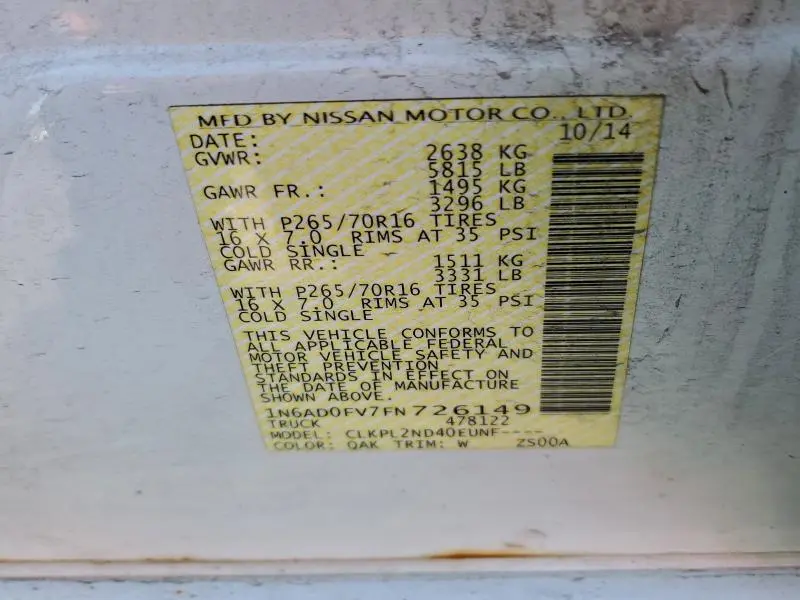 MFD BY NISSAN MOTOR CO., LTD.
DATE: 10/14
GVWR: 2638 KG
5815 LB
GAWR FR.: 1495 KG
3296 LB
WITH P265/70R16 TIRES
16 X 7.0 RIMS AT 35 PSI
COLD SINGLE
GAWR RR.: 1511 KG
3331 LB
WITH P265/70R16 TIRES
16 X 7.0 RIMS AT 35 PSI
COLD SINGLE
THIS VEHICLE CONFORMS TO
ALL APPLICABLE FEDERAL
MOTOR VEHICLE SAFETY AND
THEFT PREVENTION
STANDARDS IN EFFECT ON
THE DATE OF MANUFACTURE
SHOWN ABOVE.
1N6AD0FV7FN726149
TRUCK 478122
MODEL: CLKPL2ND40EUNF----
COLOR: QAK TRIM: W ZS00A